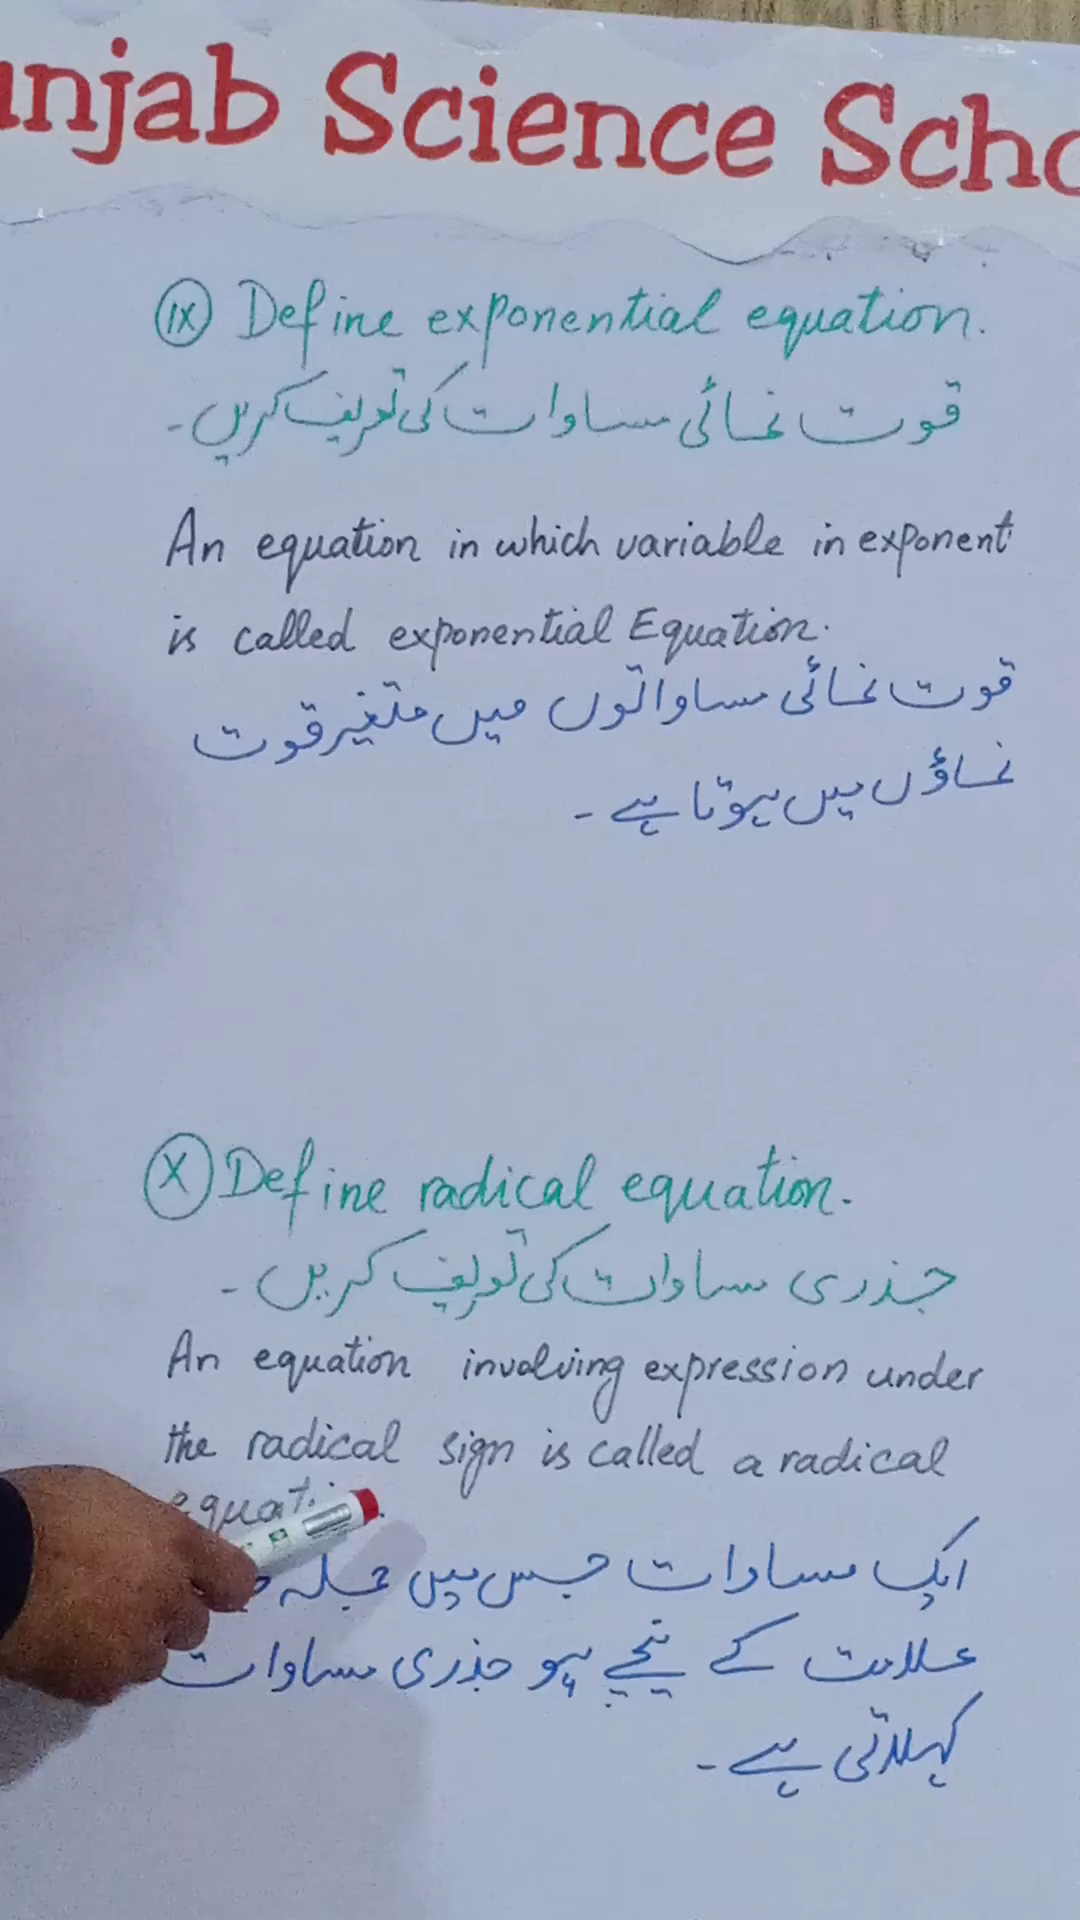 njab Science Scho
(ix) Define exponential equation.
قوت نمائی مساوات کی تعریف کریں۔
An equation in which variable in exponent
is called exponential Equation.
قوت نمائی مساواتوں میں متغیر قوت
نماؤں میں ہوتا ہے۔
(x) Define radical equation.
جذری مساوات کی تعریف کریں۔
An equation involving expression under
the radical sign is called a radical
equati
ایک مساوات جس میں جملہ
علامت کے نیچے ہو جذری مساوات
کہلاتی ہے۔